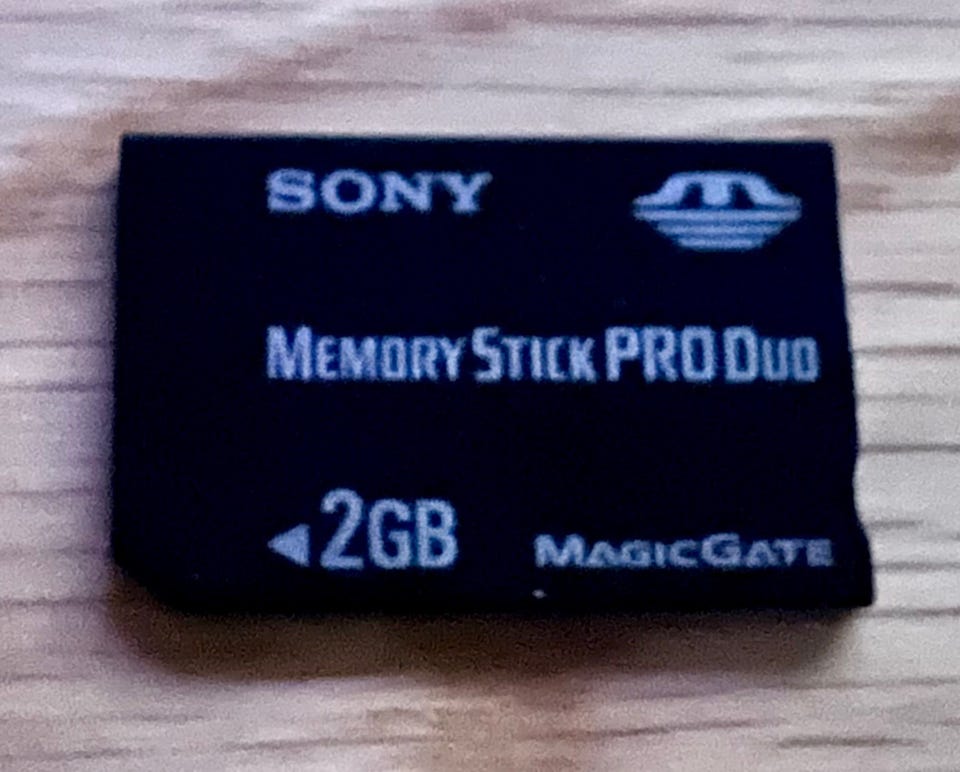 SONY
MEMORY STICK PRO DUO
2GB
MAGICGATE